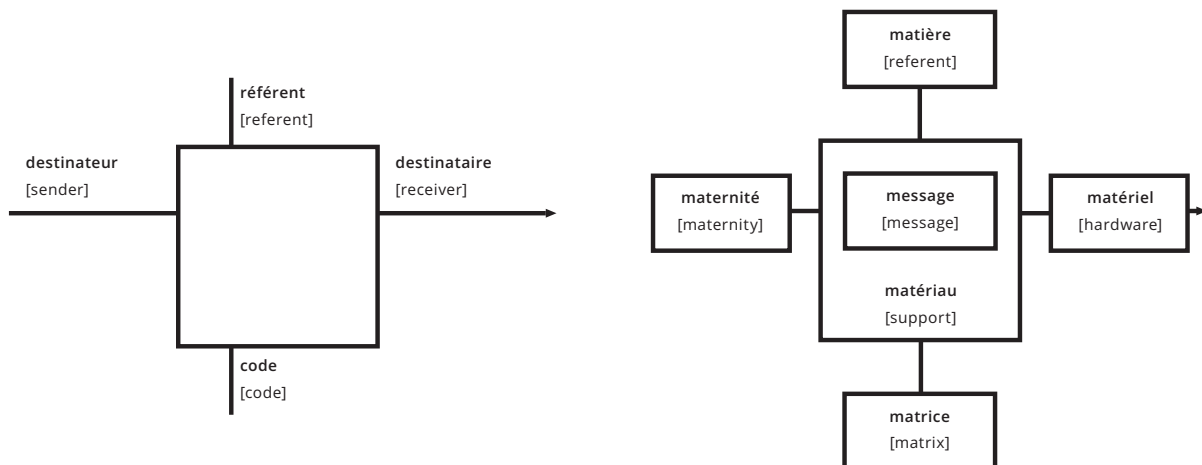 référent
[referent]
destinateur
[sender]
destinataire
[receiver]
code
[code]
matière
[referent]
maternité
[maternity]
message
[message]
matériel
[hardware]
matériau
[support]
matrice
[matrix]